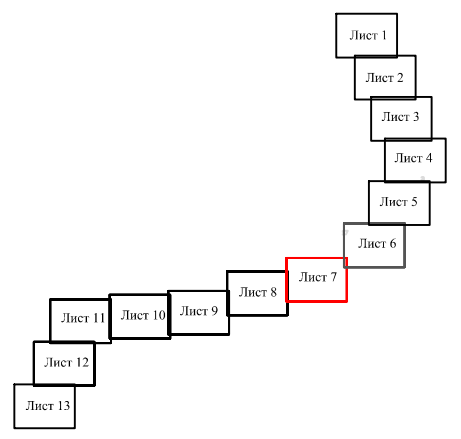 Лист 1
Лист 2
Лист 3
Лист 4
Лист 5
Лист 6
Лист 7
Лист 8
Лист 9
Лист 10
Лист 11
Лист 12
Лист 13